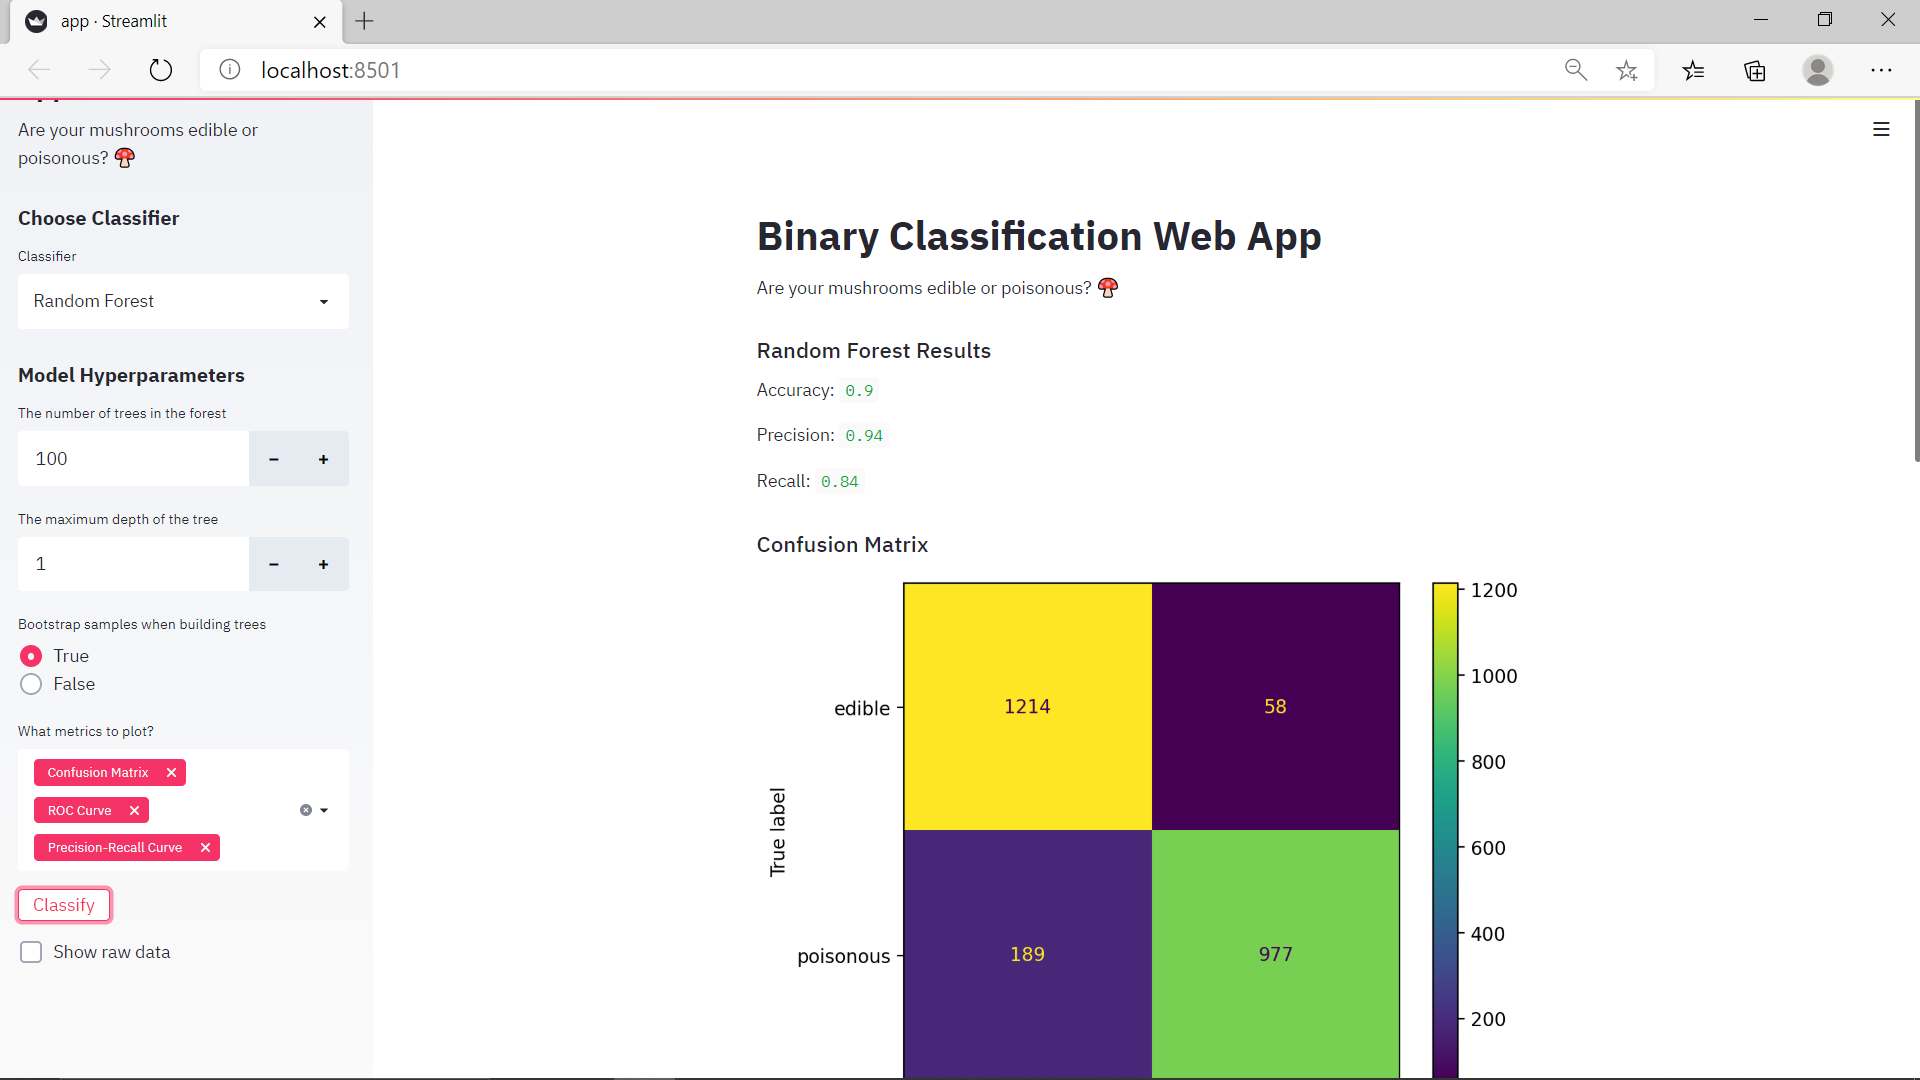 app · Streamlit
localhost:8501
Are your mushrooms edible or
poisonous? 🍄
Choose Classifier
Classifier
Random Forest
Model Hyperparameters
The number of trees in the forest
100
The maximum depth of the tree
1
Bootstrap samples when building trees
True
False
What metrics to plot?
Confusion Matrix
ROC Curve
Precision-Recall Curve
Classify
Show raw data
Binary Classification Web App
Are your mushrooms edible or poisonous? 🍄
Random Forest Results
Accuracy: 0.9
Precision: 0.94
Recall: 0.84
Confusion Matrix
True label
edible
1214
58
poisonous
189
977
1200
1000
800
600
400
200